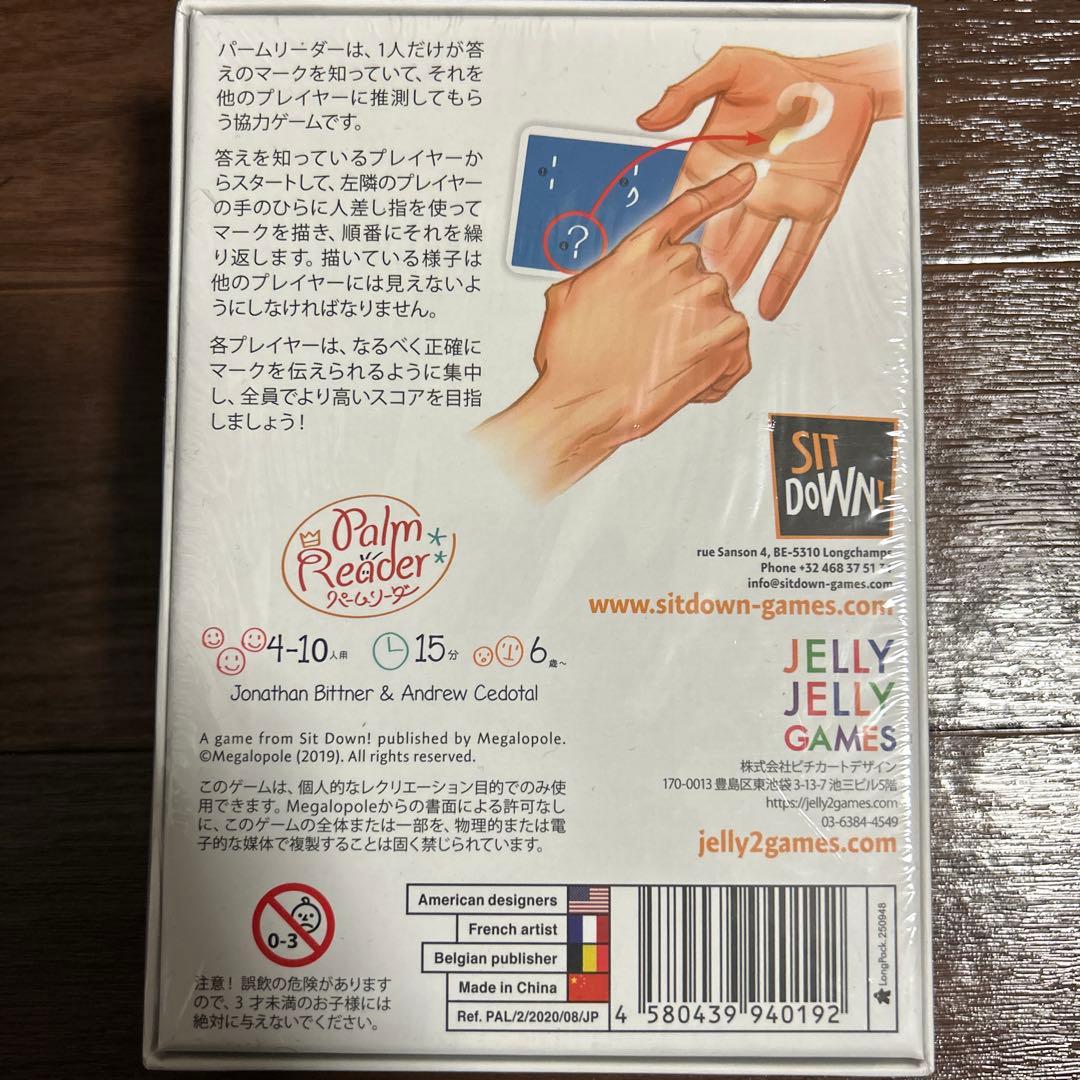 パームリーダーは、1人だけが答
えのマークを知っていて、それを
他のプレイヤーに推測してもら
う協力ゲームです。
答えを知っているプレイヤーか
らスタートして、左隣のプレイヤー
の手のひらに人差し指を使って
マークを描き、順番にそれを繰
り返します。描いている様子は
他のプレイヤーには見えないよ
うにしなければなりません。
各プレイヤーは、なるべく正確に
マークを伝えられるように集中
し、全員でより高いスコアを目指
しましょう!
?
4
?
SIT
DOWN!
rue Sanson 4, BE-5310 Longchamps
Phone +32 468 37 51
info@sitdown-games.com
www.sitdown-games.com
Palm
Reader
パームリーダー
4-10人用
15分
6歳~
Jonathan Bittner & Andrew Cedotal
JELLY
JELLY
GAMES
株式会社ピチカートデザイン
170-0013 豊島区東池袋3-13-7 池三ビル5階
https://jelly2games.com
03-6384-4549
jelly2games.com
A game from Sit Down! published by Megalopole.
©Megalopole (2019). All rights reserved.
このゲームは、個人的なレクリエーション目的でのみ使
用できます。Megalopoleからの書面による許可なし
に、このゲームの全体または一部を、物理的または電
子的な媒体で複製することは固く禁じられています。
0-3
注意!誤飲の危険があります
ので、3才未満のお子様には
絶対に与えないでください。
American designers
French artist
Belgian publisher
Made in China
Ref. PAL/2/2020/08/JP
4 580439 940192
LongPack. 250948